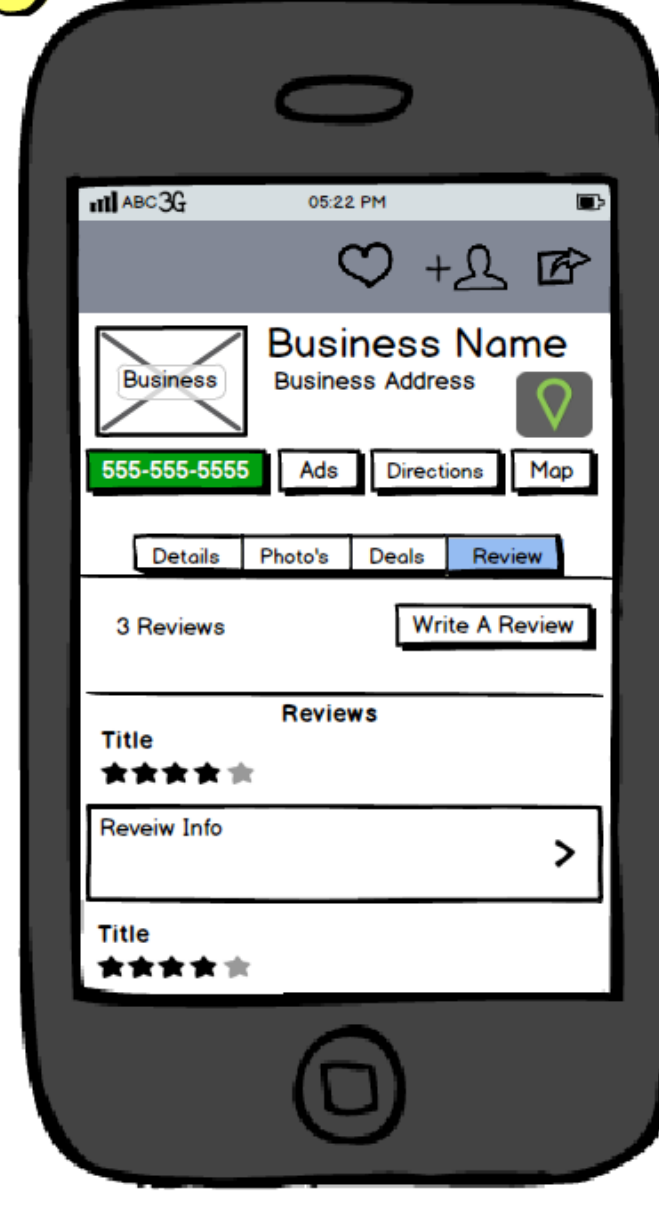 ABC 3G 05:22 PM
Business Name
Business
Business Address
555-555-5555 Ads Directions Map
Details Photo's Deals Review
3 Reviews Write A Review
Reviews
Title
Reveiw Info
Title